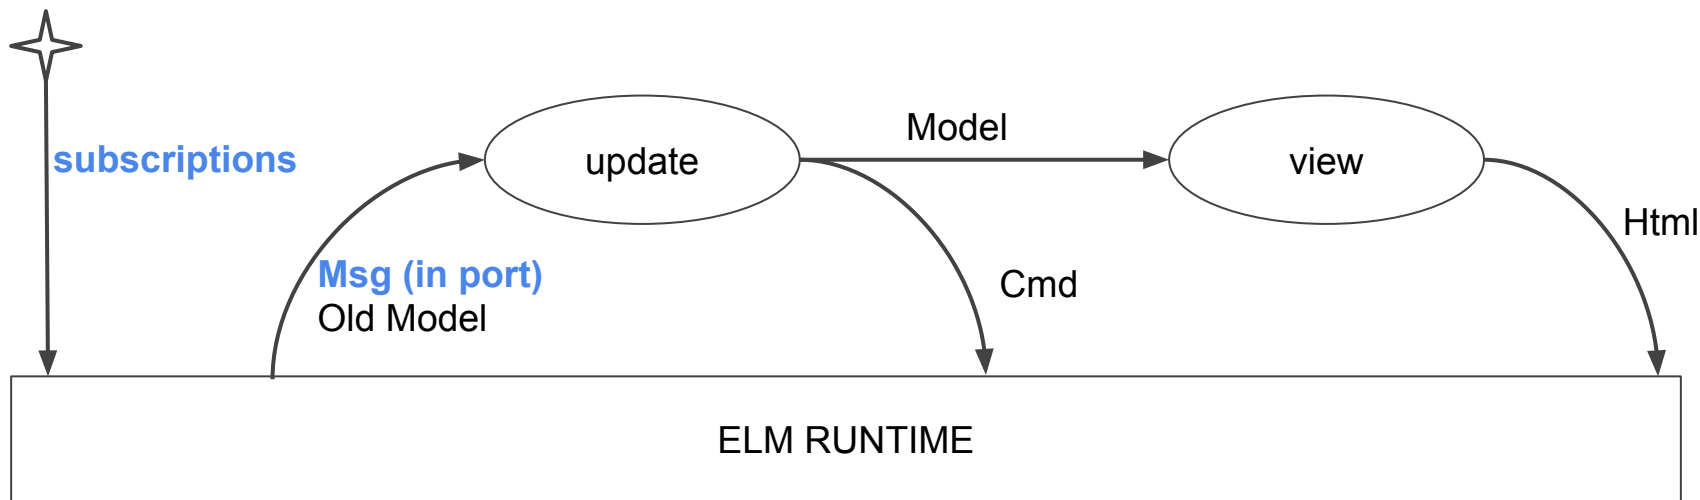 subscriptions
Msg (in port)
Old Model
update
Model
Cmd
view
Html
ELM RUNTIME